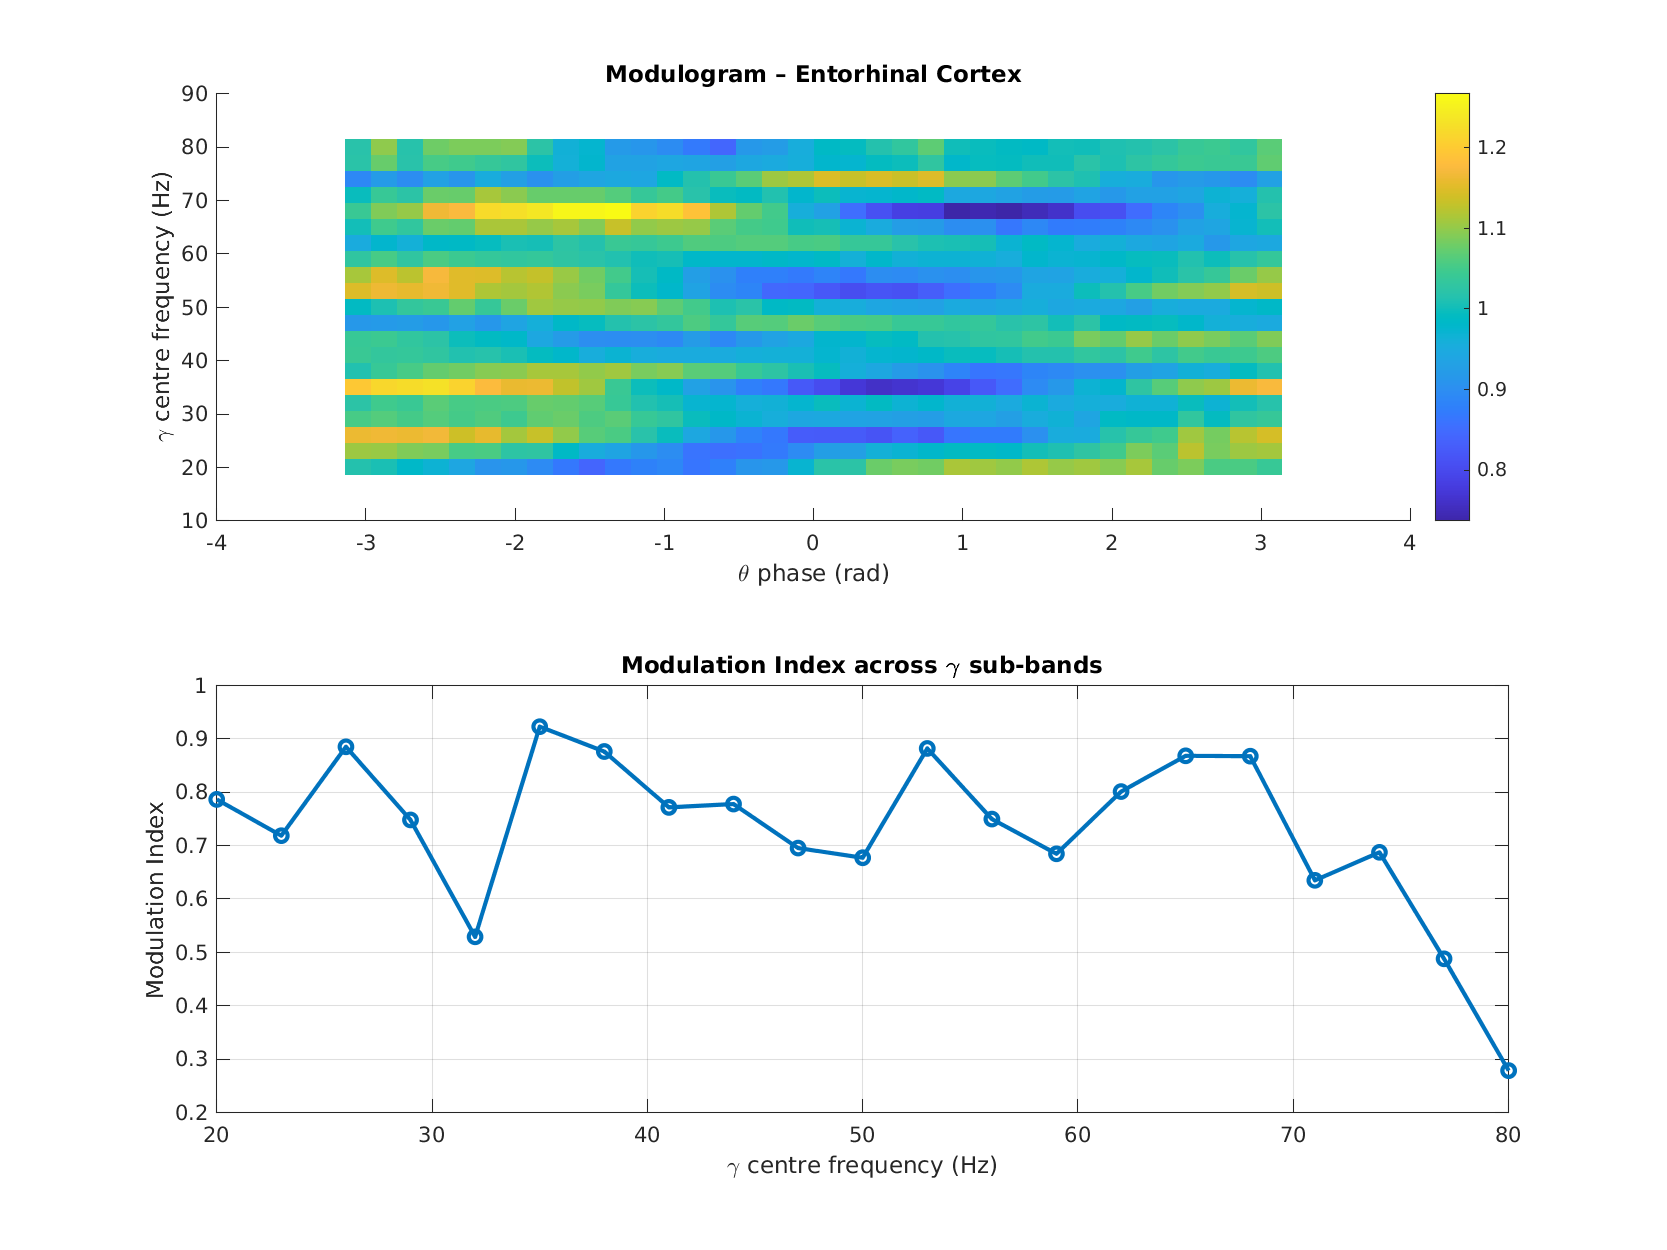 Modulogram – Entorhinal Cortex
90
80
70
60
50
40
30
20
10
γ centre frequency (Hz)
-4 -3 -2 -1 0 1 2 3 4
θ phase (rad)
1.2
1.1
1
0.9
0.8
Modulation Index across γ sub-bands
1
0.9
0.8
0.7
0.6
0.5
0.4
0.3
0.2
Modulation Index
20 30 40 50 60 70 80
γ centre frequency (Hz)